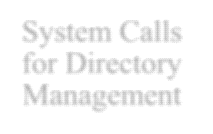 System Calls
for Directory
Management